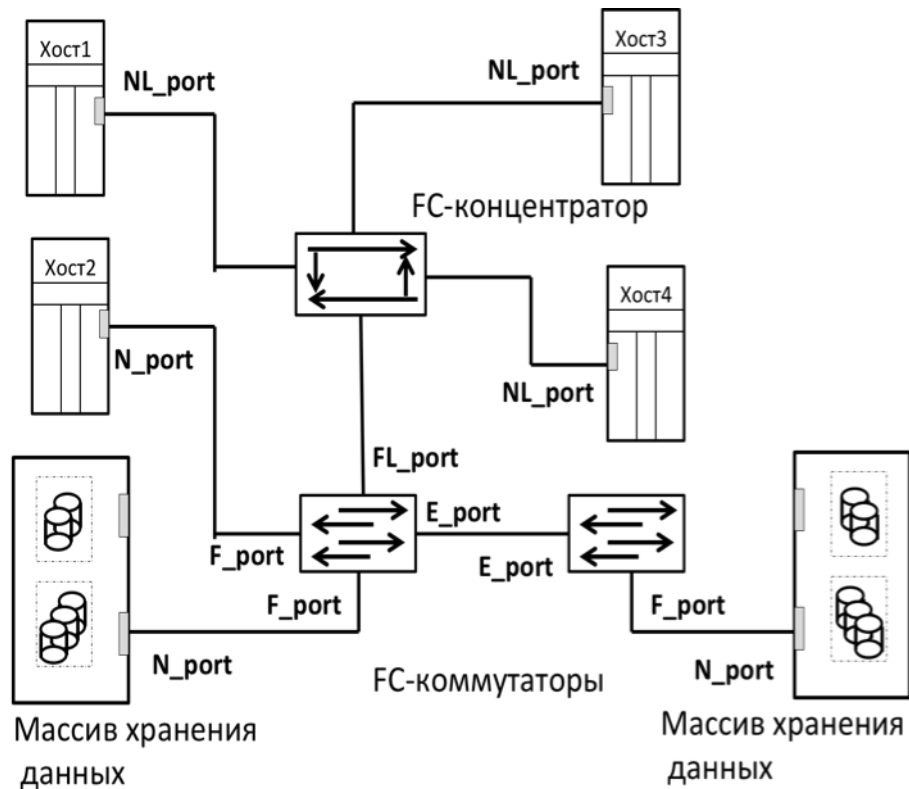 Хост1
Хост3
NL_port
NL_port
FC-концентратор
Хост2
Хост4
N_port
NL_port
FL_port
E_port
F_port
E_port
F_port
F_port
N_port
N_port
FC-коммутаторы
Массив хранения
данных
Массив хранения
данных